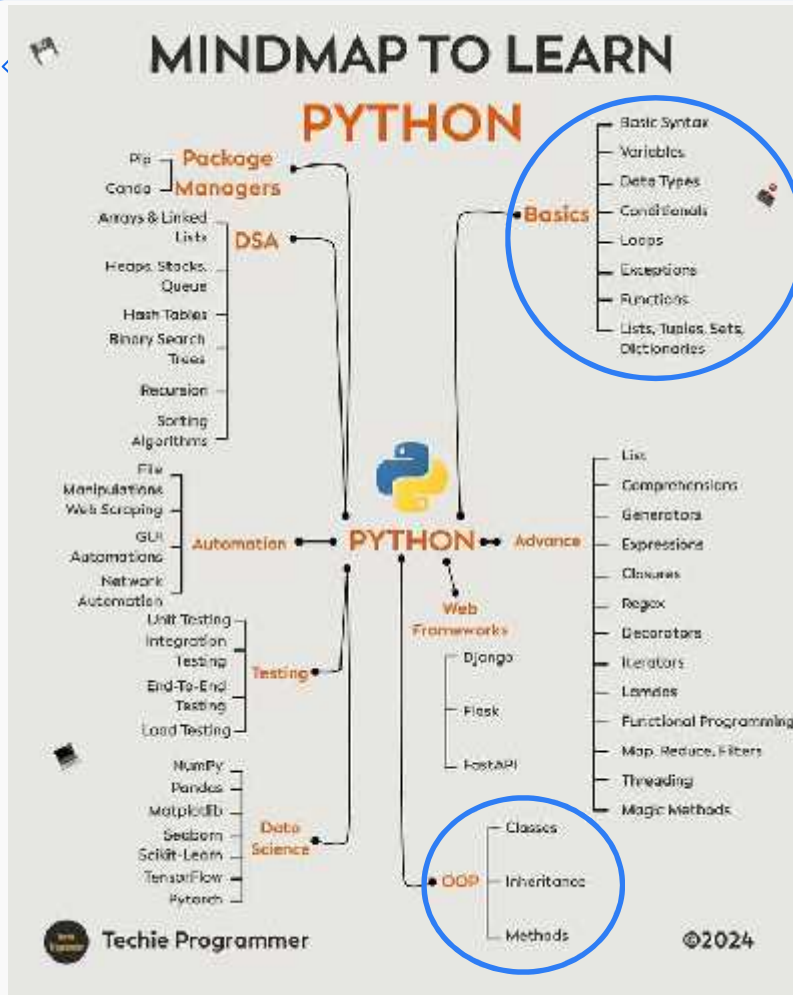 MINDMAP TO LEARN
PYTHON
Pip
Conda
Package
Managers
Arrays & Linked
Lists
Heaps, Stacks,
Queue
Hash Tables
Binary Search
Trees
Recursion
Sorting
Algorithms
DSA
Basics
Basic Syntax
Variables
Data Types
Conditionals
Loops
Exceptions
Functions
Lists, Tuples, Sets,
Dictionaries
File
Manipulations
Web Scraping
GUI
Automations
Network
Automation
Automation
PYTHON
Advance
List
Comprehensions
Generators
Expressions
Closures
Regex
Decorators
Iterators
Lamdas
Functional Programming
Map, Reduce, Filters
Threading
Magic Methods
Web
Frameworks
Django
Flask
FastAPI
Unit Testing
Integration
Testing
End-To-End
Testing
Load Testing
Testing
NumPy
Pandas
Matplotlib
Seaborn
Scikit-Learn
TensorFlow
Pytorch
Data
Science
OOP
Classes
Inheritance
Methods
Techie Programmer
©2024